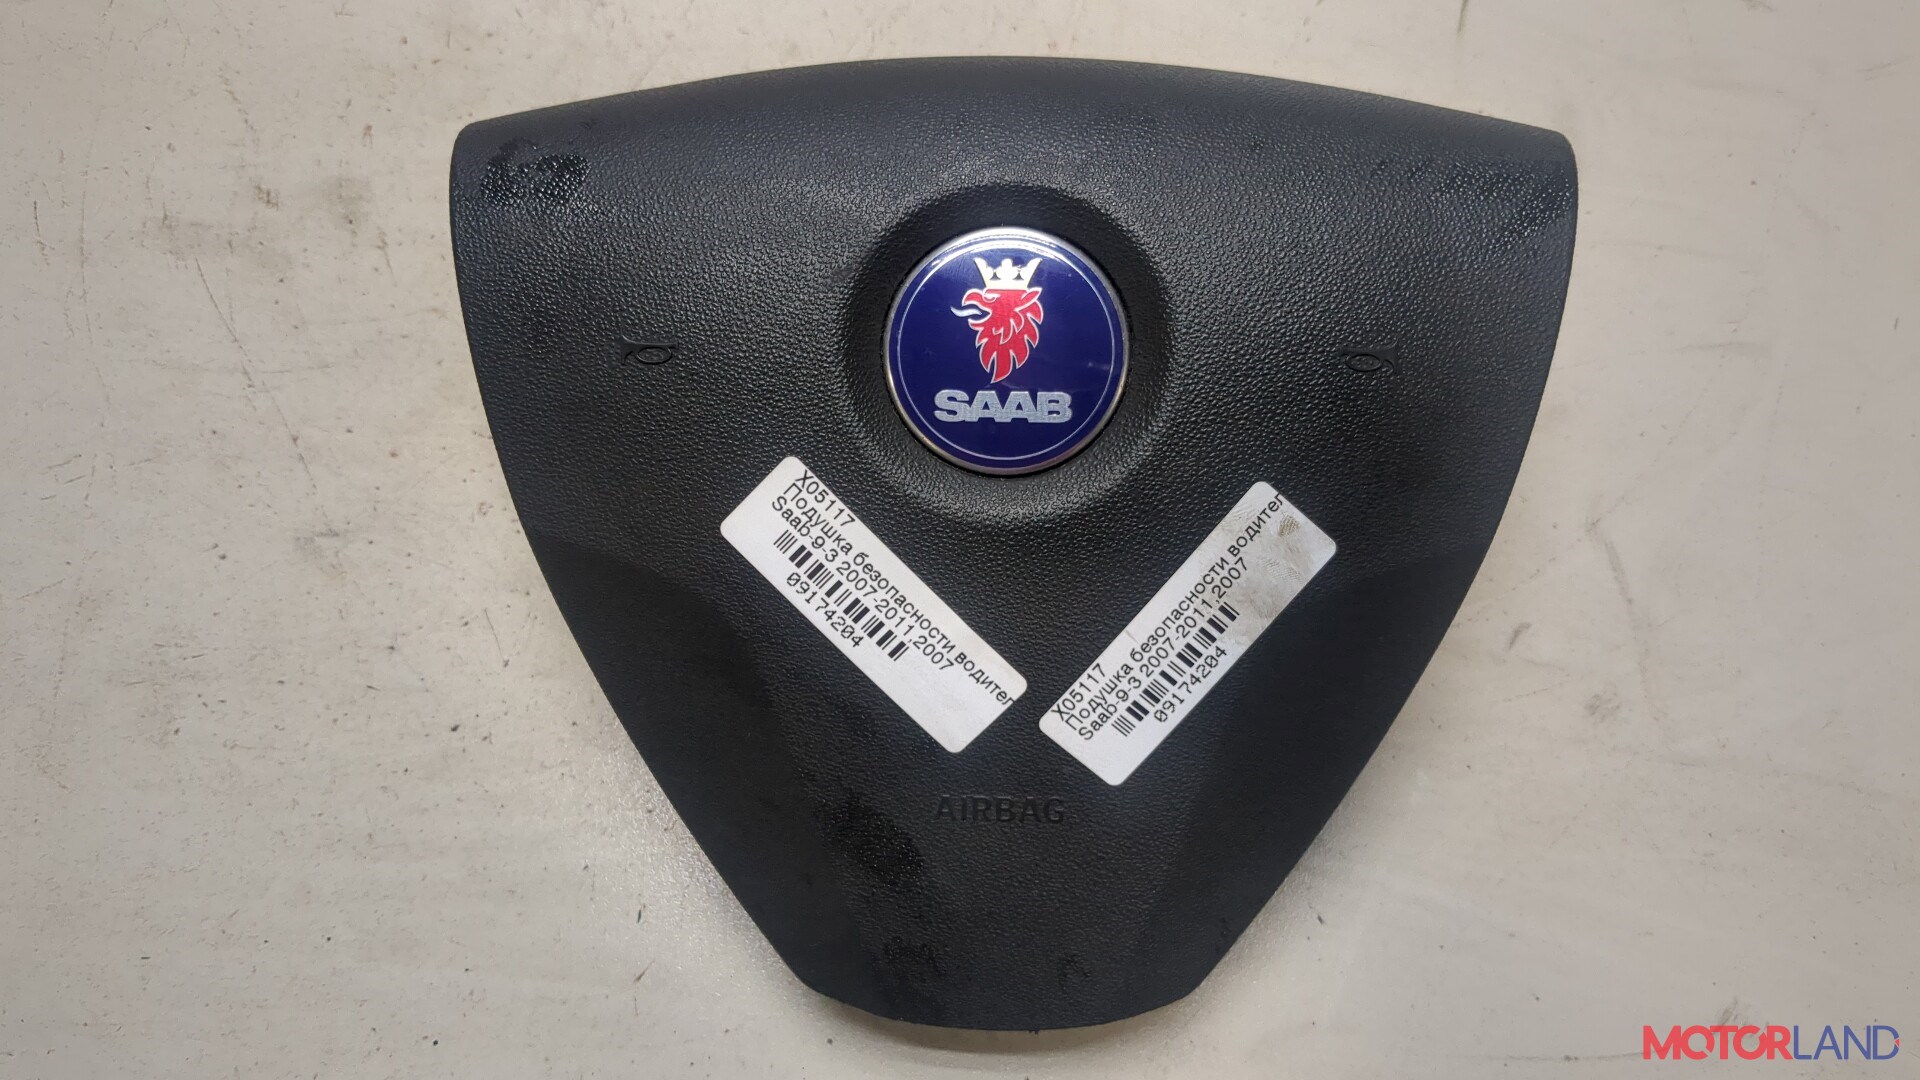 SAAB
X05117
Подушка безопасности водител
Saab-9-3 2007-2011,2007
09174204
X05117
Подушка безопасности водител
Saab-9-3 2007-2011,2007
09174204
AIRBAG
MOTORLAND